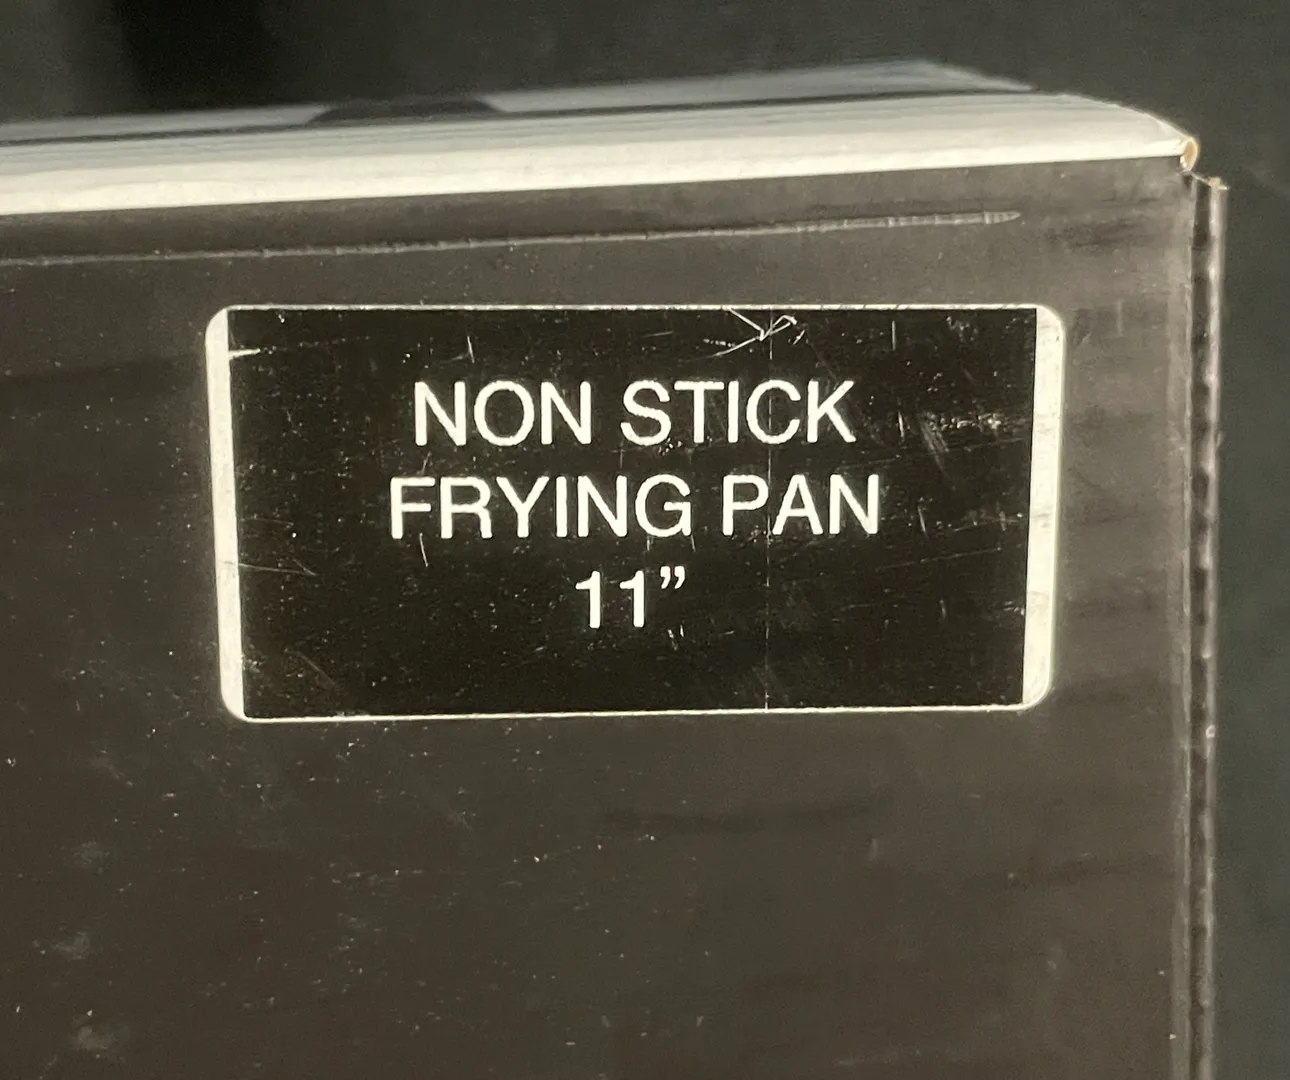 NON STICK
FRYING PAN
11”